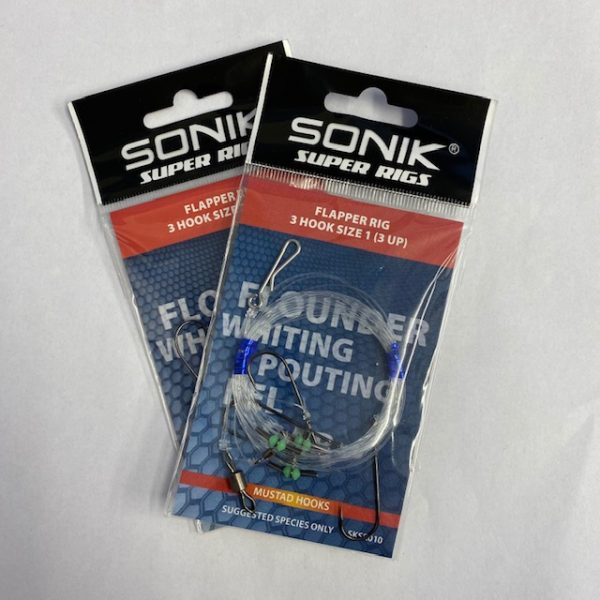 SONIK
SUPER RIGS
FLAPPER
3 HOOK SIZE
SONIK®
SUPER RIGS
FLAPPER RIG
3 HOOK SIZE 1 (3 UP)
FLOUNDER
WHITING
POUTING
MUSTAD HOOKS
SUGGESTED SPECIES ONLY